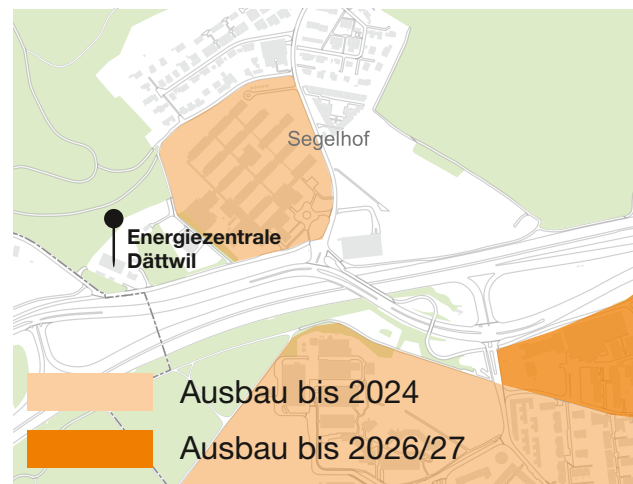 Segelhof
Energiezentrale
Dättwil
Ausbau bis 2024
Ausbau bis 2026/27